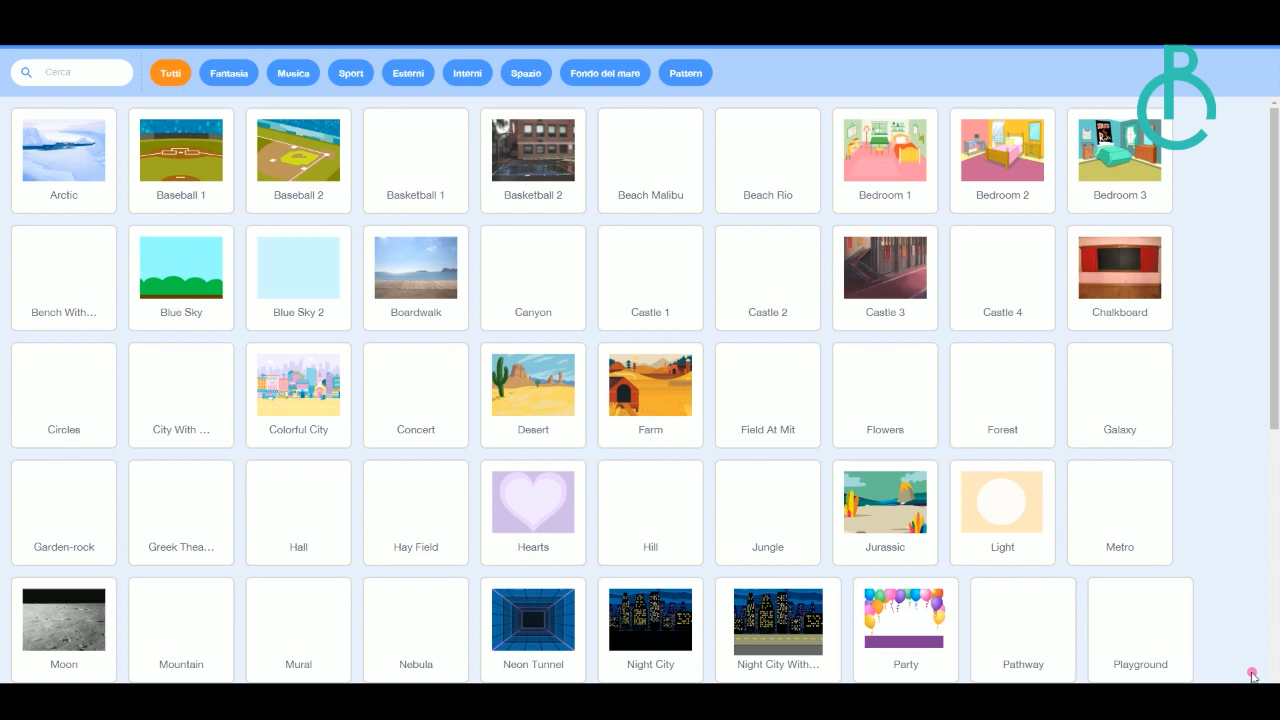 Cerca
Tutti Fantasia Musica Sport Esterni Interni Spazio Fondo del mare Pattern
Arctic Baseball 1 Baseball 2 Basketball 1 Basketball 2 Beach Malibu Beach Rio Bedroom 1 Bedroom 2 Bedroom 3
Bench With... Blue Sky Blue Sky 2 Boardwalk Canyon Castle 1 Castle 2 Castle 3 Castle 4 Chalkboard
Circles City With ... Colorful City Concert Desert Farm Field At Mit Flowers Forest Galaxy
Garden-rock Greek Thea... Hall Hay Field Hearts Hill Jungle Jurassic Light Metro
Moon Mountain Mural Nebula Neon Tunnel Night City Night City With... Party Pathway Playground